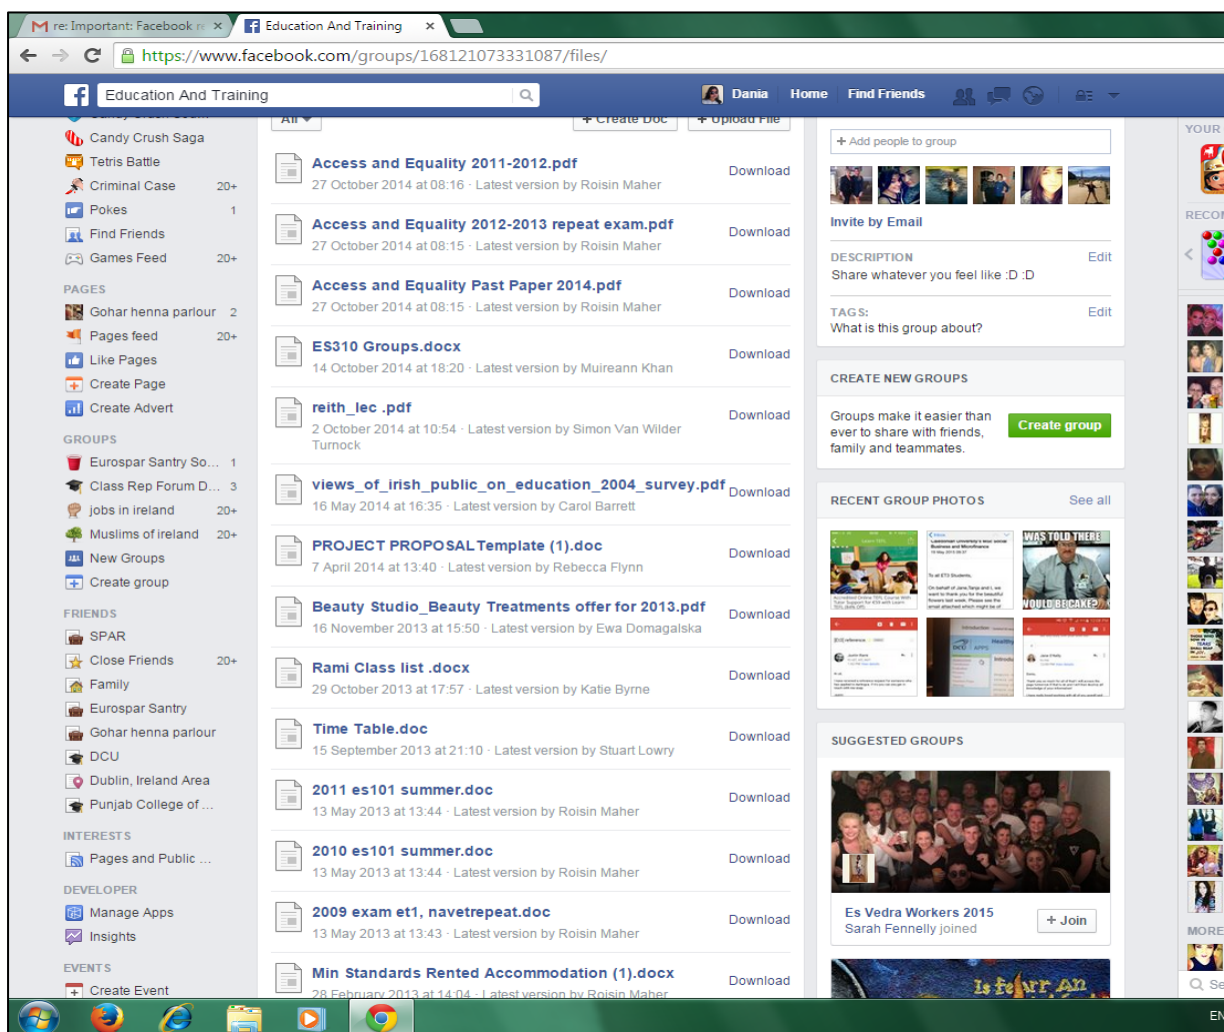 re: Important: Facebook re
Education And Training
https://www.facebook.com/groups/168121073331087/files/
Education And Training
Dania Home Find Friends
Candy Crush Saga
Tetris Battle
Criminal Case 20+
Pokes 1
Find Friends
Games Feed 20+
PAGES
Gohar henna parlour 2
Pages feed 20+
Like Pages
Create Page
Create Advert
GROUPS
Eurospar Santry So... 1
Class Rep Forum D... 3
jobs in ireland 20+
Muslims of ireland 20+
New Groups
Create group
FRIENDS
SPAR
Close Friends 20+
Family
Eurospar Santry
Gohar henna parlour
DCU
Dublin, Ireland Area
Punjab College of ...
INTERESTS
Pages and Public ...
DEVELOPER
Manage Apps
Insights
EVENTS
Create Event
All
+ Create Doc
+ Upload File
Access and Equality 2011-2012.pdf
27 October 2014 at 08:16 · Latest version by Roisin Maher
Download
Access and Equality 2012-2013 repeat exam.pdf
27 October 2014 at 08:15 · Latest version by Roisin Maher
Download
Access and Equality Past Paper 2014.pdf
27 October 2014 at 08:15 · Latest version by Roisin Maher
Download
ES310 Groups.docx
14 October 2014 at 18:20 · Latest version by Muireann Khan
Download
reith_lec .pdf
2 October 2014 at 10:54 · Latest version by Simon Van Wilder
Turnock
Download
views_of_irish_public_on_education_2004_survey.pdf
16 May 2014 at 16:35 · Latest version by Carol Barrett
Download
PROJECT PROPOSAL Template (1).doc
7 April 2014 at 13:40 · Latest version by Rebecca Flynn
Download
Beauty Studio_Beauty Treatments offer for 2013.pdf
16 November 2013 at 15:50 · Latest version by Ewa Domagalska
Download
Rami Class list .docx
29 October 2013 at 17:57 · Latest version by Katie Byrne
Download
Time Table.doc
15 September 2013 at 21:10 · Latest version by Stuart Lowry
Download
2011 es101 summer.doc
13 May 2013 at 13:44 · Latest version by Roisin Maher
Download
2010 es101 summer.doc
13 May 2013 at 13:44 · Latest version by Roisin Maher
Download
2009 exam et1, navetrepeat.doc
13 May 2013 at 13:43 · Latest version by Roisin Maher
Download
Min Standards Rented Accommodation (1).docx
28 February 2013 at 14:04 · Latest version by Roisin Maher
Download
+ Add people to group
Invite by Email
DESCRIPTION Edit
Share whatever you feel like :D :D
TAGS: Edit
What is this group about?
CREATE NEW GROUPS
Groups make it easier than
ever to share with friends,
family and teammates.
Create group
RECENT GROUP PHOTOS See all
WAS TOLD THERE
WOULD BE CAKE?
To all ET3 Students,
SUGGESTED GROUPS
Es Vedra Workers 2015
Sarah Fennelly joined
+ Join
Is fearr An
YOUR
RECOM
MORE
Se
EN